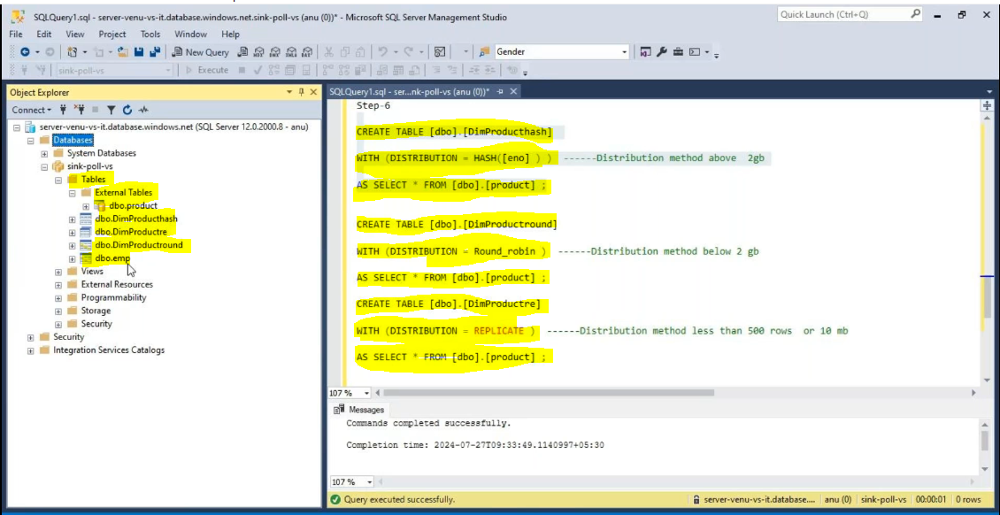 SQLQuery1.sql - server-venu-vs-it.database.windows.net.sink-poll-vs (anu (0))* - Microsoft SQL Server Management Studio
Quick Launch (Ctrl+Q)
File Edit View Project Tools Window Help
New Query
Gender
sink-poll-vs
Execute
Object Explorer
Connect
server-venu-vs-it.database.windows.net (SQL Server 12.0.2000.8 - anu)
Databases
System Databases
sink-poll-vs
Tables
External Tables
dbo.product
dbo.DimProducthash
dbo.DimProductre
dbo.DimProductround
dbo.emp
Views
External Resources
Programmability
Storage
Security
Security
Integration Services Catalogs
SQLQuery1.sql - ser...nk-poll-vs (anu (0))*
Step-6
CREATE TABLE [dbo].[DimProducthash]
WITH (DISTRIBUTION = HASH([eno] ) ) ------Distribution method above 2gb
AS SELECT * FROM [dbo].[product] ;
CREATE TABLE [dbo].[DimProductround]
WITH (DISTRIBUTION = Round_robin ) ------Distribution method below 2 gb
AS SELECT * FROM [dbo].[product] ;
CREATE TABLE [dbo].[DimProductre]
WITH (DISTRIBUTION = REPLICATE ) ------Distribution method less than 500 rows or 10 mb
AS SELECT * FROM [dbo].[product] ;
107 %
Messages
Commands completed successfully.
Completion time: 2024-07-27T09:33:49.1140997+05:30
107 %
Query executed successfully.
server-venu-vs-it.database.... anu (0) sink-poll-vs 00:00:01 0 rows